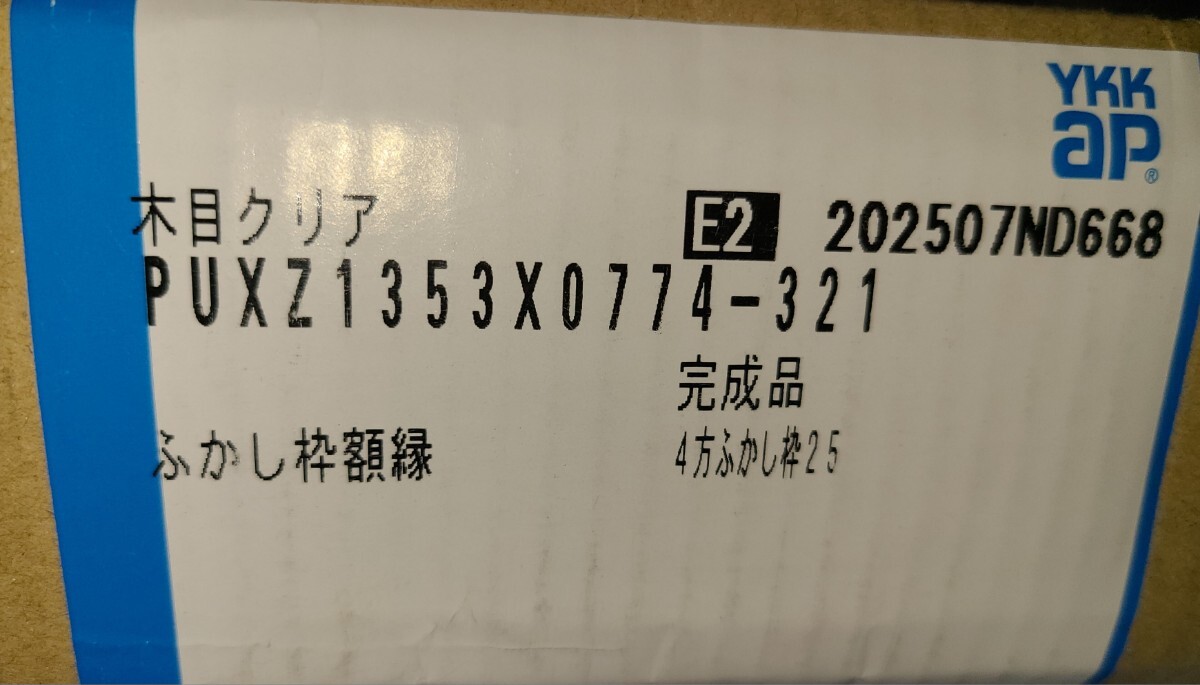 YKK
ap®
木目クリア E2 202507ND668
PUXZ1353X0774-321
完成品
ふかし枠額縁 4方ふかし枠25